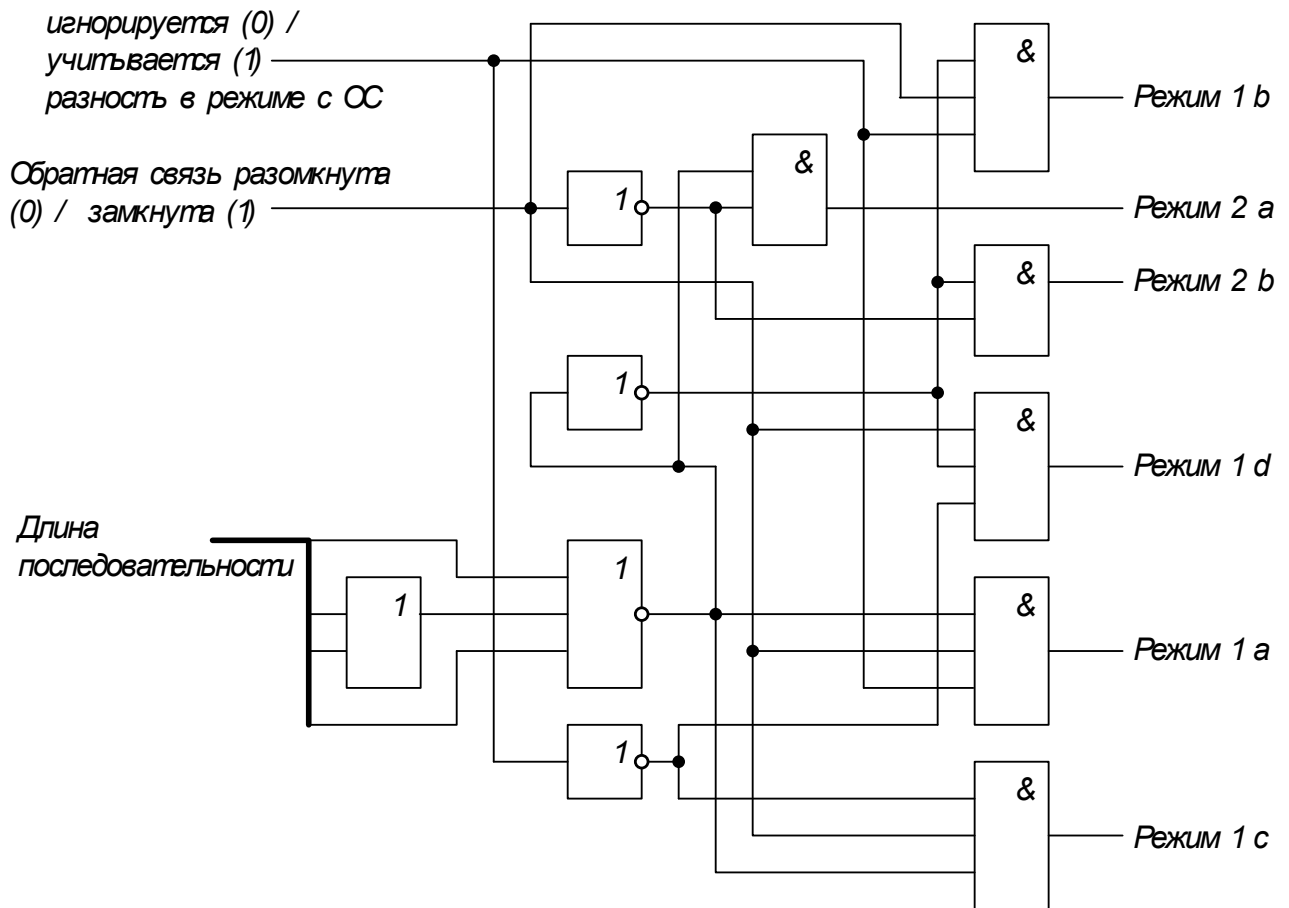 игнорируется (0) /
учитывается (1)
разность в режиме с ОС
Обратная связь разомкнута
(0) / замкнута (1)
Длина
последовательности
1
1
1
1
1
&
&
&
&
&
&
Режим 1 b
Режим 2 a
Режим 2 b
Режим 1 d
Режим 1 a
Режим 1 c